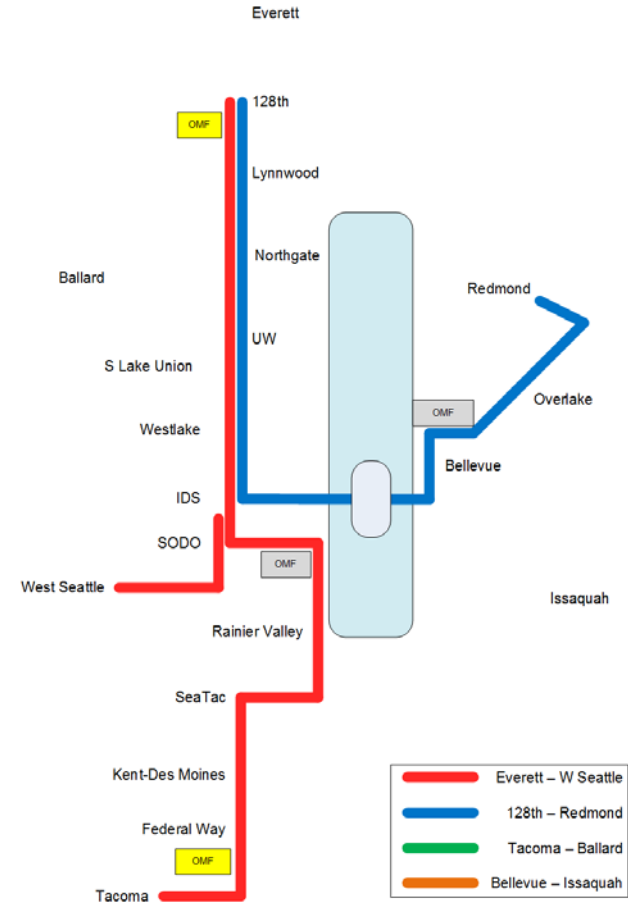 Everett
128th
OMF
Lynnwood
Northgate
Ballard
Redmond
UW
S Lake Union
Overlake
OMF
Westlake
Bellevue
IDS
SODO
OMF
West Seattle
Issaquah
Rainier Valley
SeaTac
Kent-Des Moines
Everett – W Seattle
128th – Redmond
Federal Way
Tacoma – Ballard
OMF
Bellevue – Issaquah
Tacoma